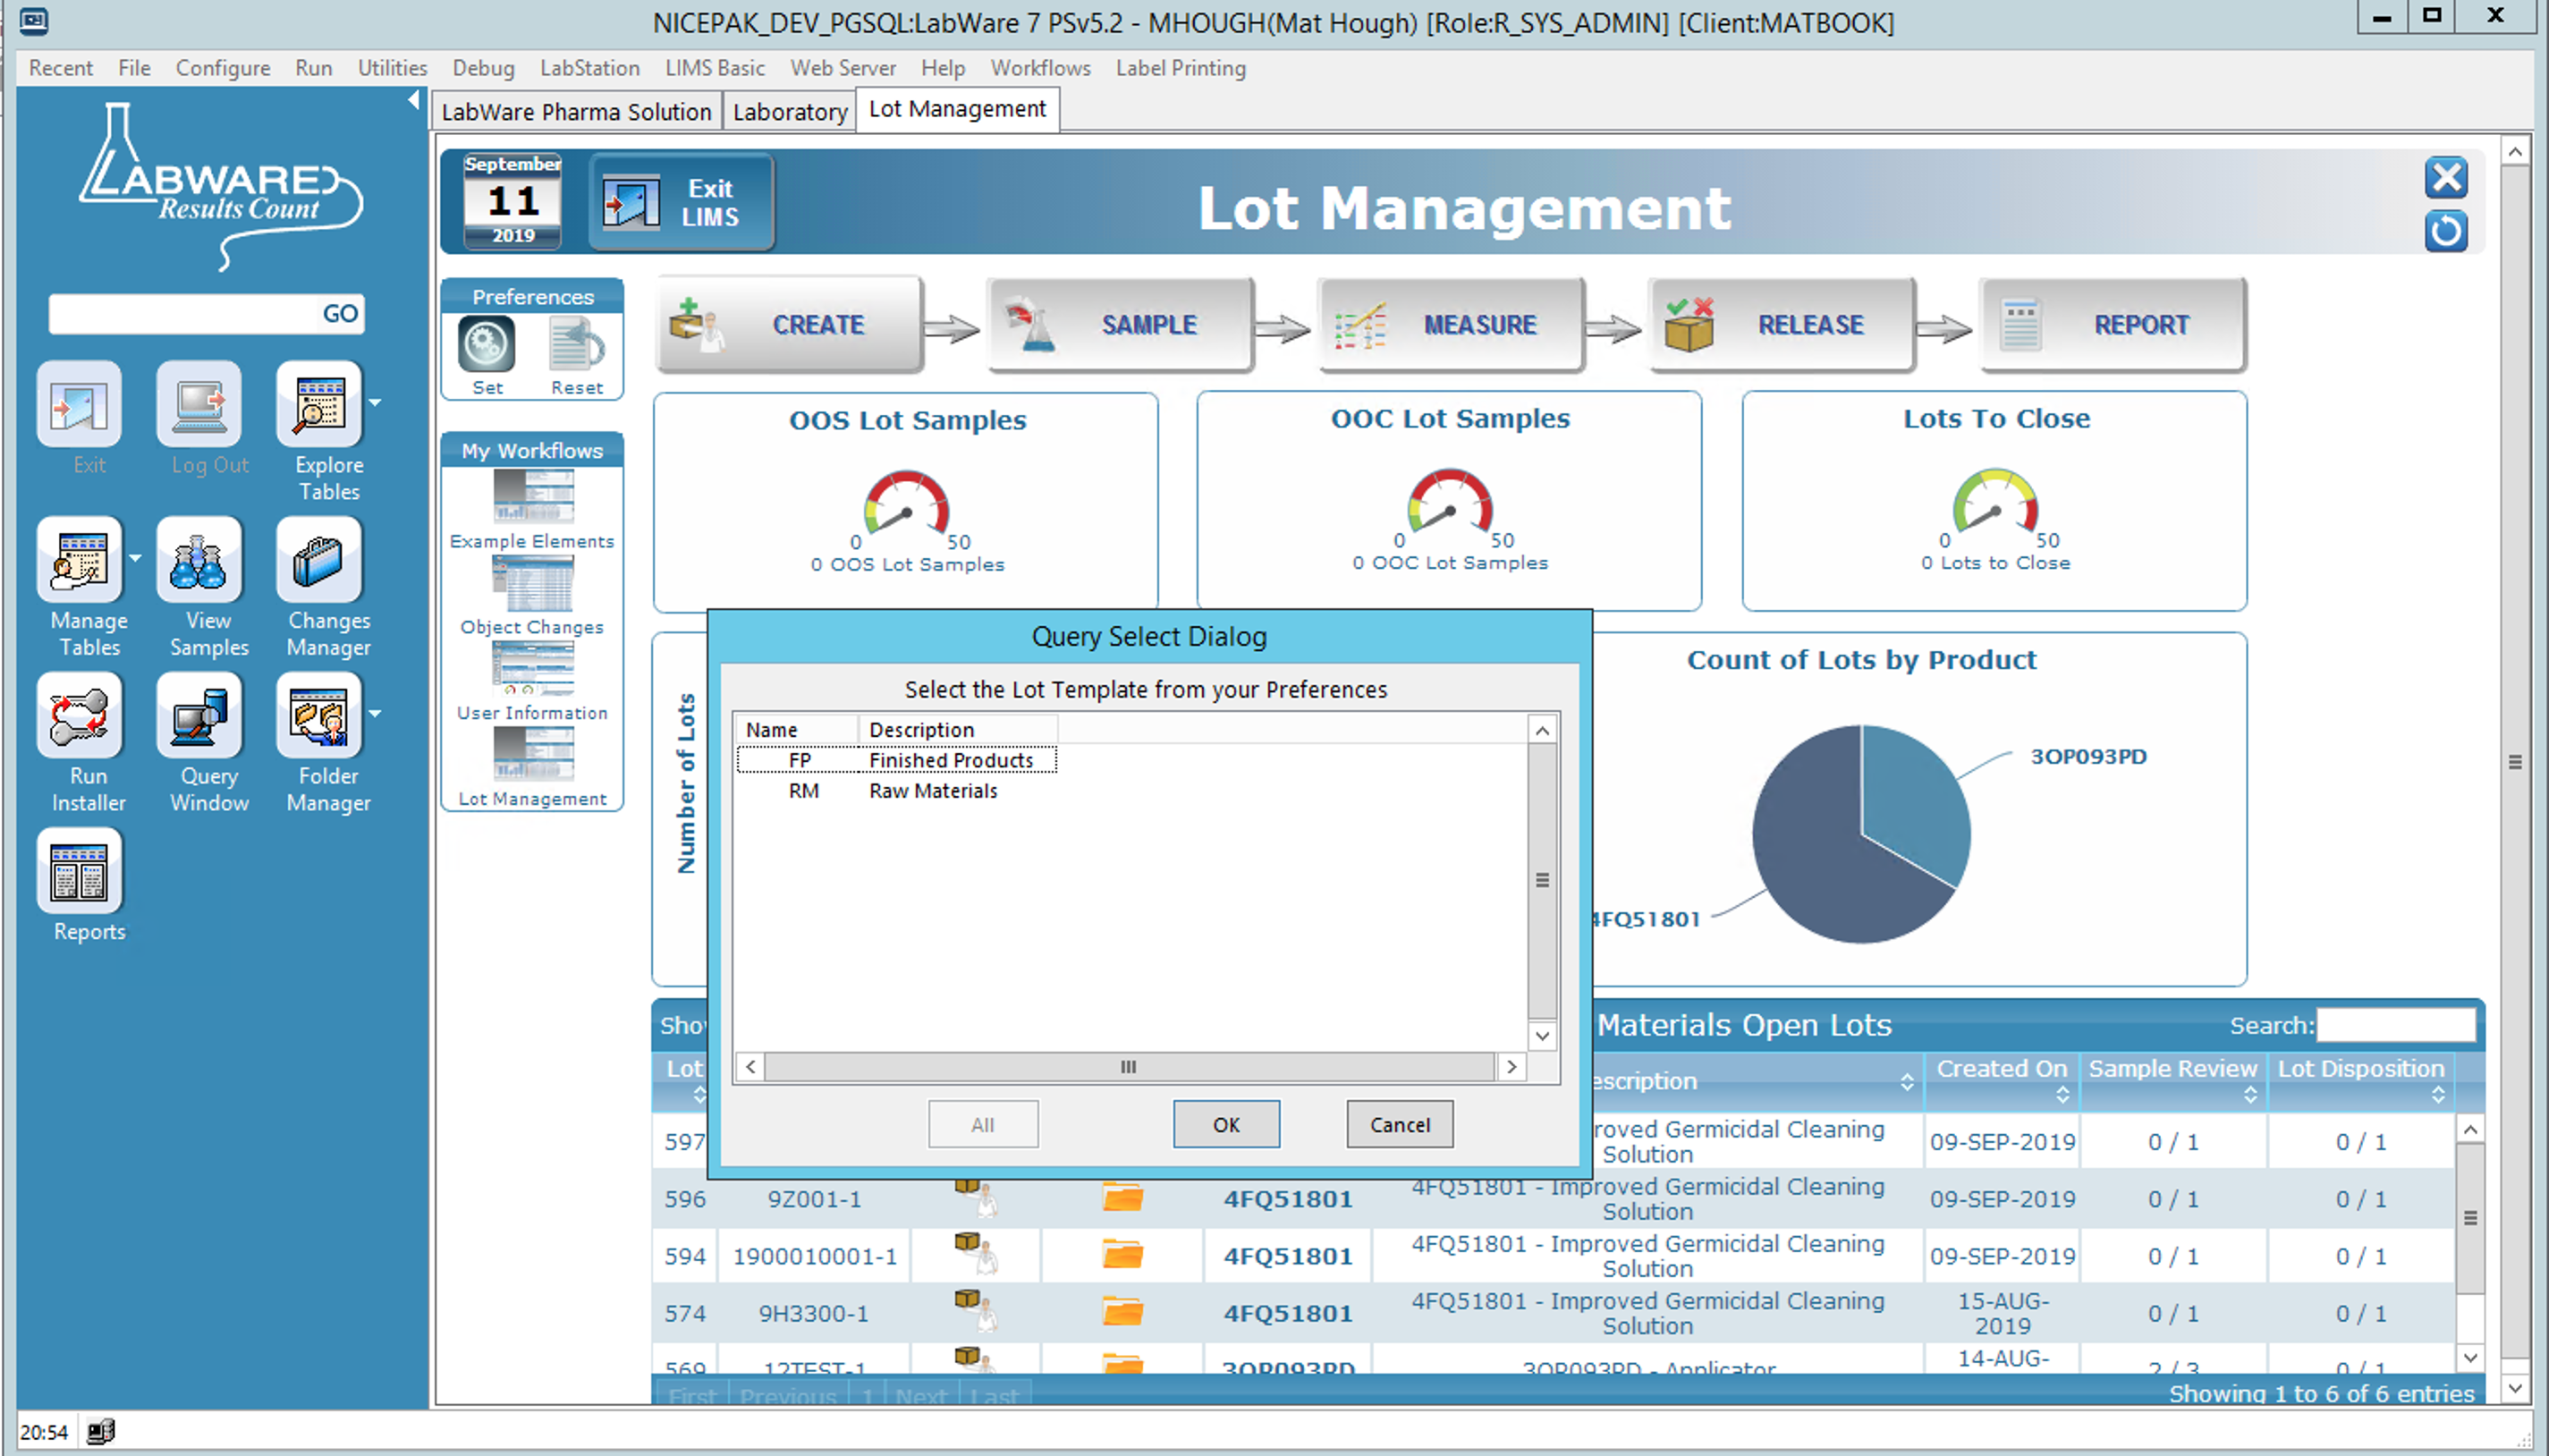 NICEPAK_DEV_PGSQL:LabWare 7 PSv5.2 - MHOUGH(Mat Hough) [Role:R_SYS_ADMIN] [Client:MATBOOK]
Recent File Configure Run Utilities Debug LabStation LIMS Basic Web Server Help Workflows Label Printing
LABWARE
Results Count
GO
Exit
Log Out
Explore Tables
Manage Tables
View Samples
Changes Manager
Run Installer
Query Window
Folder Manager
Reports
LabWare Pharma Solution Laboratory Lot Management
September
11
2019
Exit LIMS
Lot Management
Preferences
Set Reset
My Workflows
Example Elements
Object Changes
User Information
Lot Management
CREATE SAMPLE MEASURE RELEASE REPORT
OOS Lot Samples
0 50
0 OOS Lot Samples
OOC Lot Samples
0 50
0 OOC Lot Samples
Lots To Close
0 50
0 Lots to Close
Number of Lots
Count of Lots by Product
3OP093PD
4FQ51801
Query Select Dialog
Select the Lot Template from your Preferences
Name Description
FP Finished Products
RM Raw Materials
All OK Cancel
Sho Materials Open Lots Search:
Lot escription Created On Sample Review Lot Disposition
597 roved Germicidal Cleaning Solution 09-SEP-2019 0 / 1 0 / 1
596 9Z001-1 4FQ51801 4FQ51801 - Improved Germicidal Cleaning Solution 09-SEP-2019 0 / 1 0 / 1
594 1900010001-1 4FQ51801 4FQ51801 - Improved Germicidal Cleaning Solution 09-SEP-2019 0 / 1 0 / 1
574 9H3300-1 4FQ51801 4FQ51801 - Improved Germicidal Cleaning Solution 15-AUG-2019 0 / 1 0 / 1
569 12TEST-1 3OP093PD 3OP093PD - Applicator 14-AUG- 2 / 3 0 / 1
First Previous 1 Next Last
Showing 1 to 6 of 6 entries
20:54